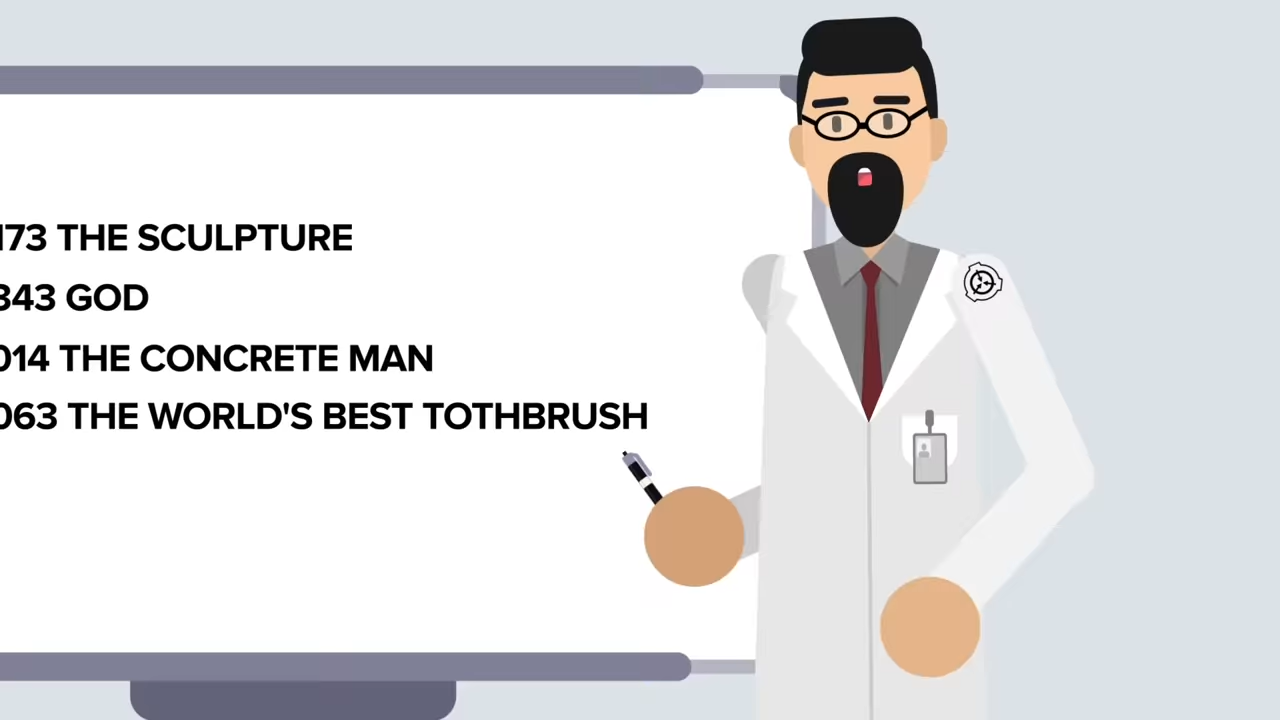 173 THE SCULPTURE
343 GOD
014 THE CONCRETE MAN
063 THE WORLD'S BEST TOTHBRUSH